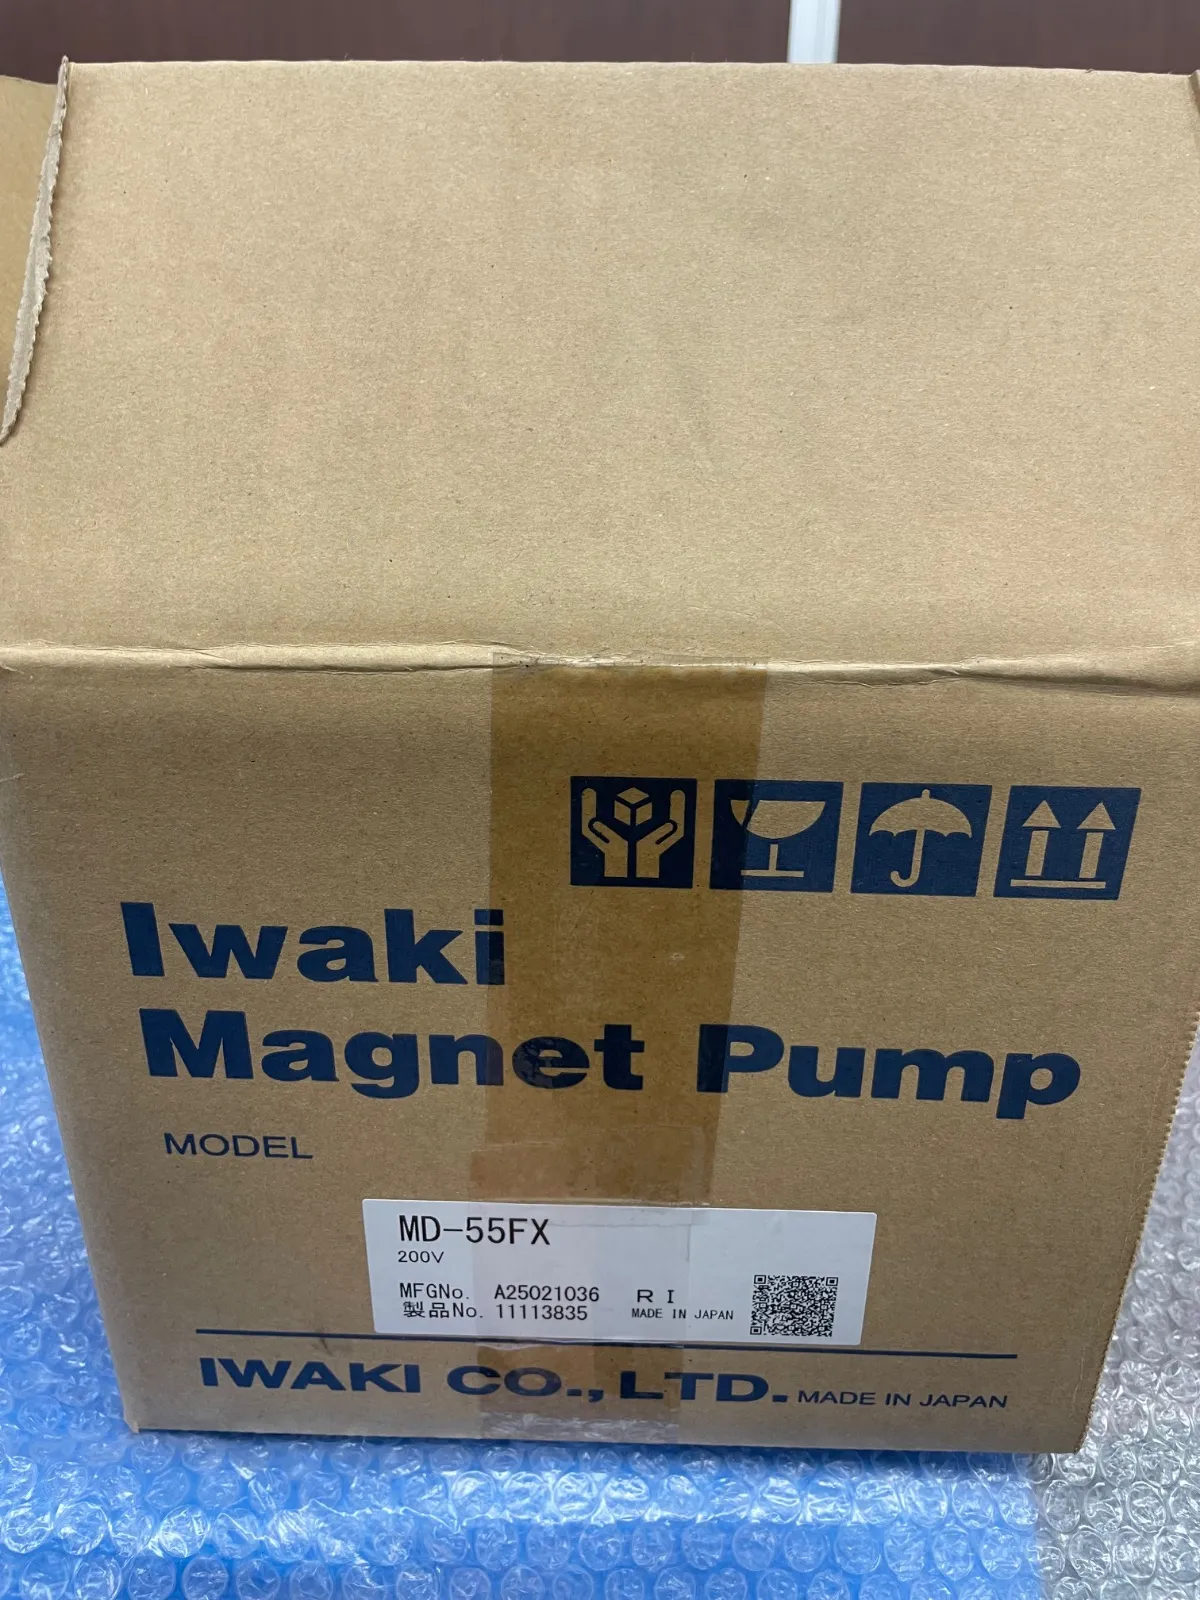 Iwaki
Magnet Pump
MODEL
MD-55FX
200V
MFGNo. A25021036 R I
製品No. 11113835 MADE IN JAPAN
IWAKI CO., LTD. MADE IN JAPAN